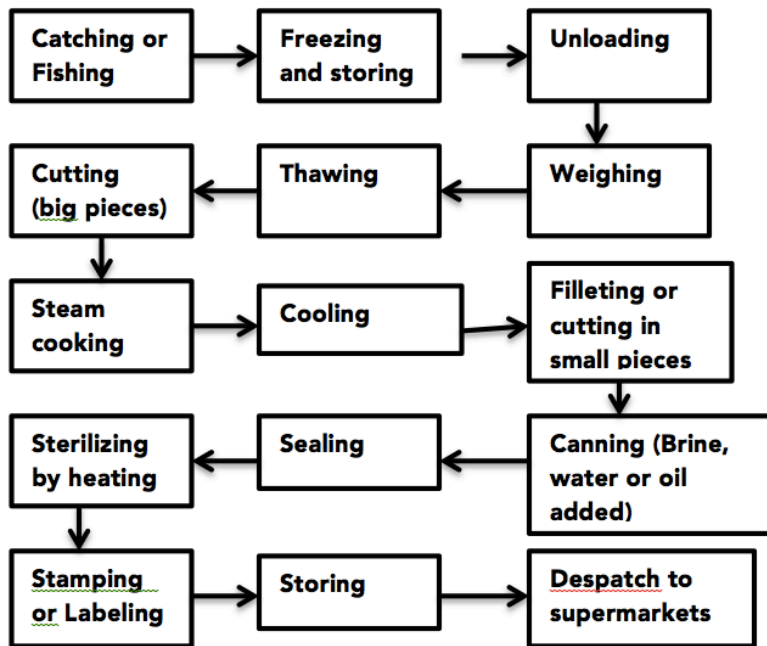 Catching or
Fishing
Freezing
and storing
Unloading
Weighing
Thawing
Cutting
(big pieces)
Steam
cooking
Cooling
Filleting or
cutting in
small pieces
Canning (Brine,
water or oil
added)
Sealing
Sterilizing
by heating
Stamping
or Labeling
Storing
Despatch to
supermarkets